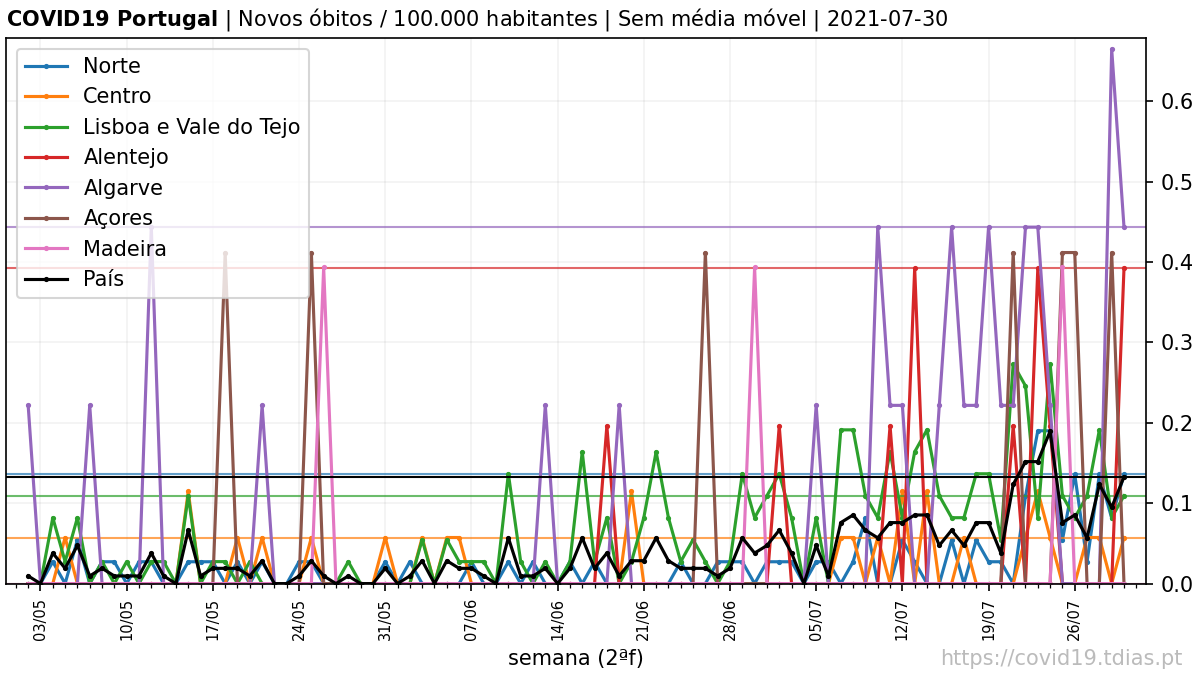 COVID19 Portugal | Novos óbitos / 100.000 habitantes | Sem média móvel | 2021-07-30
Norte
Centro
Lisboa e Vale do Tejo
Alentejo
Algarve
Açores
Madeira
País
0.6
0.5
0.4
0.3
0.2
0.1
0.0
03/05
10/05
17/05
24/05
31/05
07/06
14/06
21/06
28/06
05/07
12/07
19/07
26/07
semana (2ªf)
https://covid19.tdias.pt